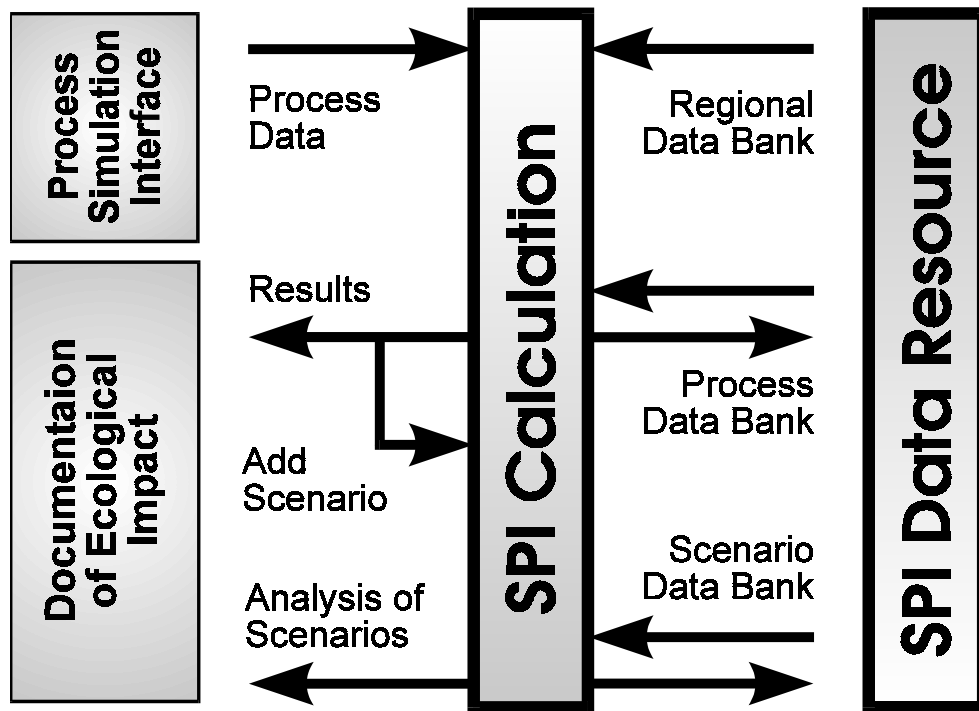 Process
Simulation
Interface
Documentaion
of Ecological
Impact
Process
Data
Results
Add
Scenario
Analysis of
Scenarios
SPI Calculation
Regional
Data Bank
Process
Data Bank
Scenario
Data Bank
SPI Data Resource